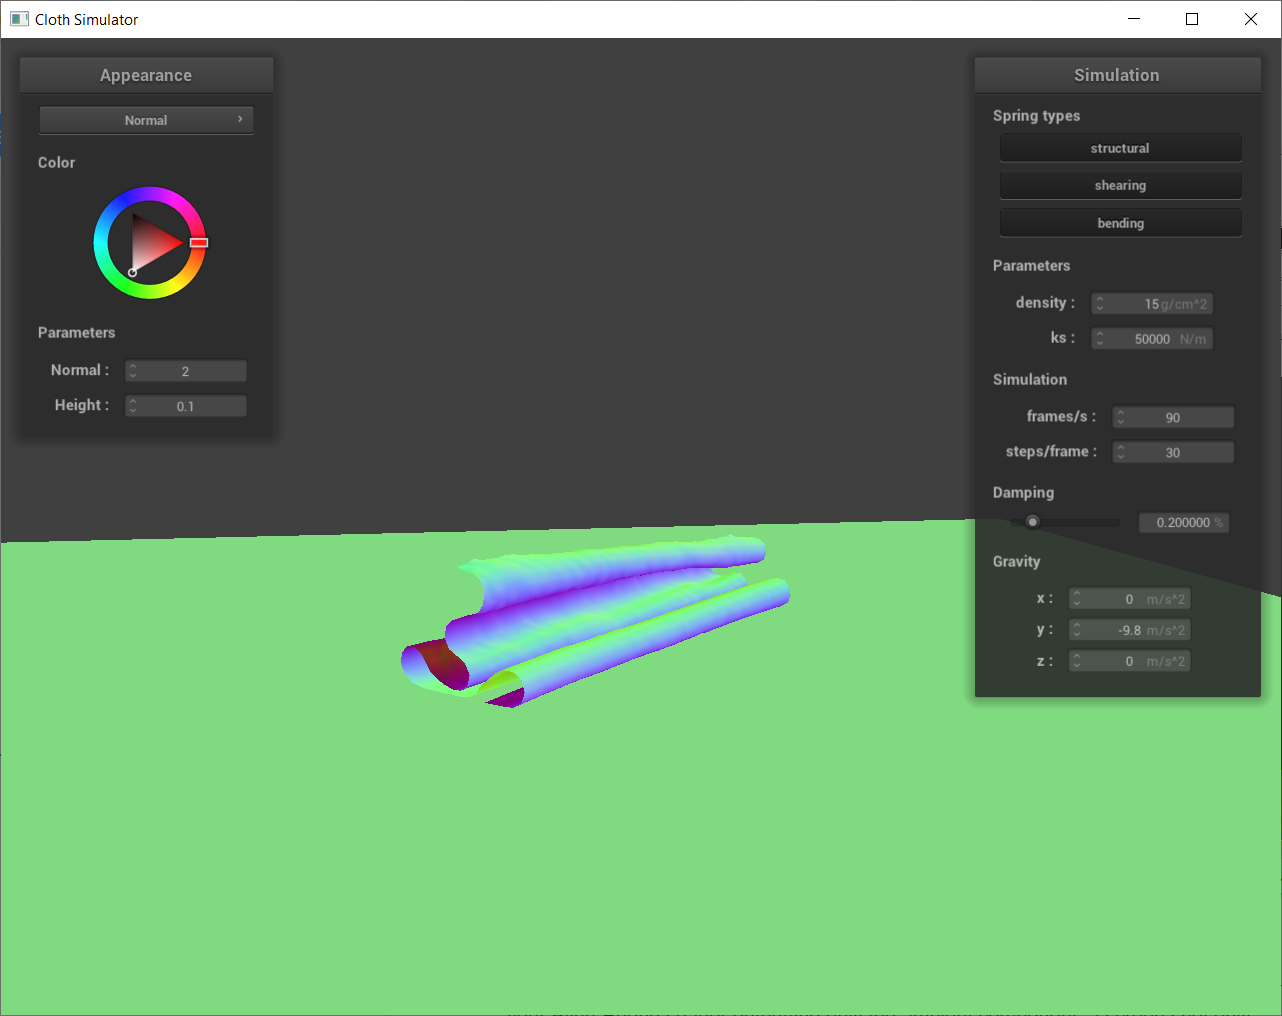 Cloth Simulator
Appearance
Normal
Color
Parameters
Normal : 2
Height : 0.1
Simulation
Spring types
structural
shearing
bending
Parameters
density : 15 g/cm^2
ks : 50000 N/m
Simulation
frames/s : 90
steps/frame : 30
Damping
0.200000 %
Gravity
x : 0 m/s^2
y : -9.8 m/s^2
z : 0 m/s^2